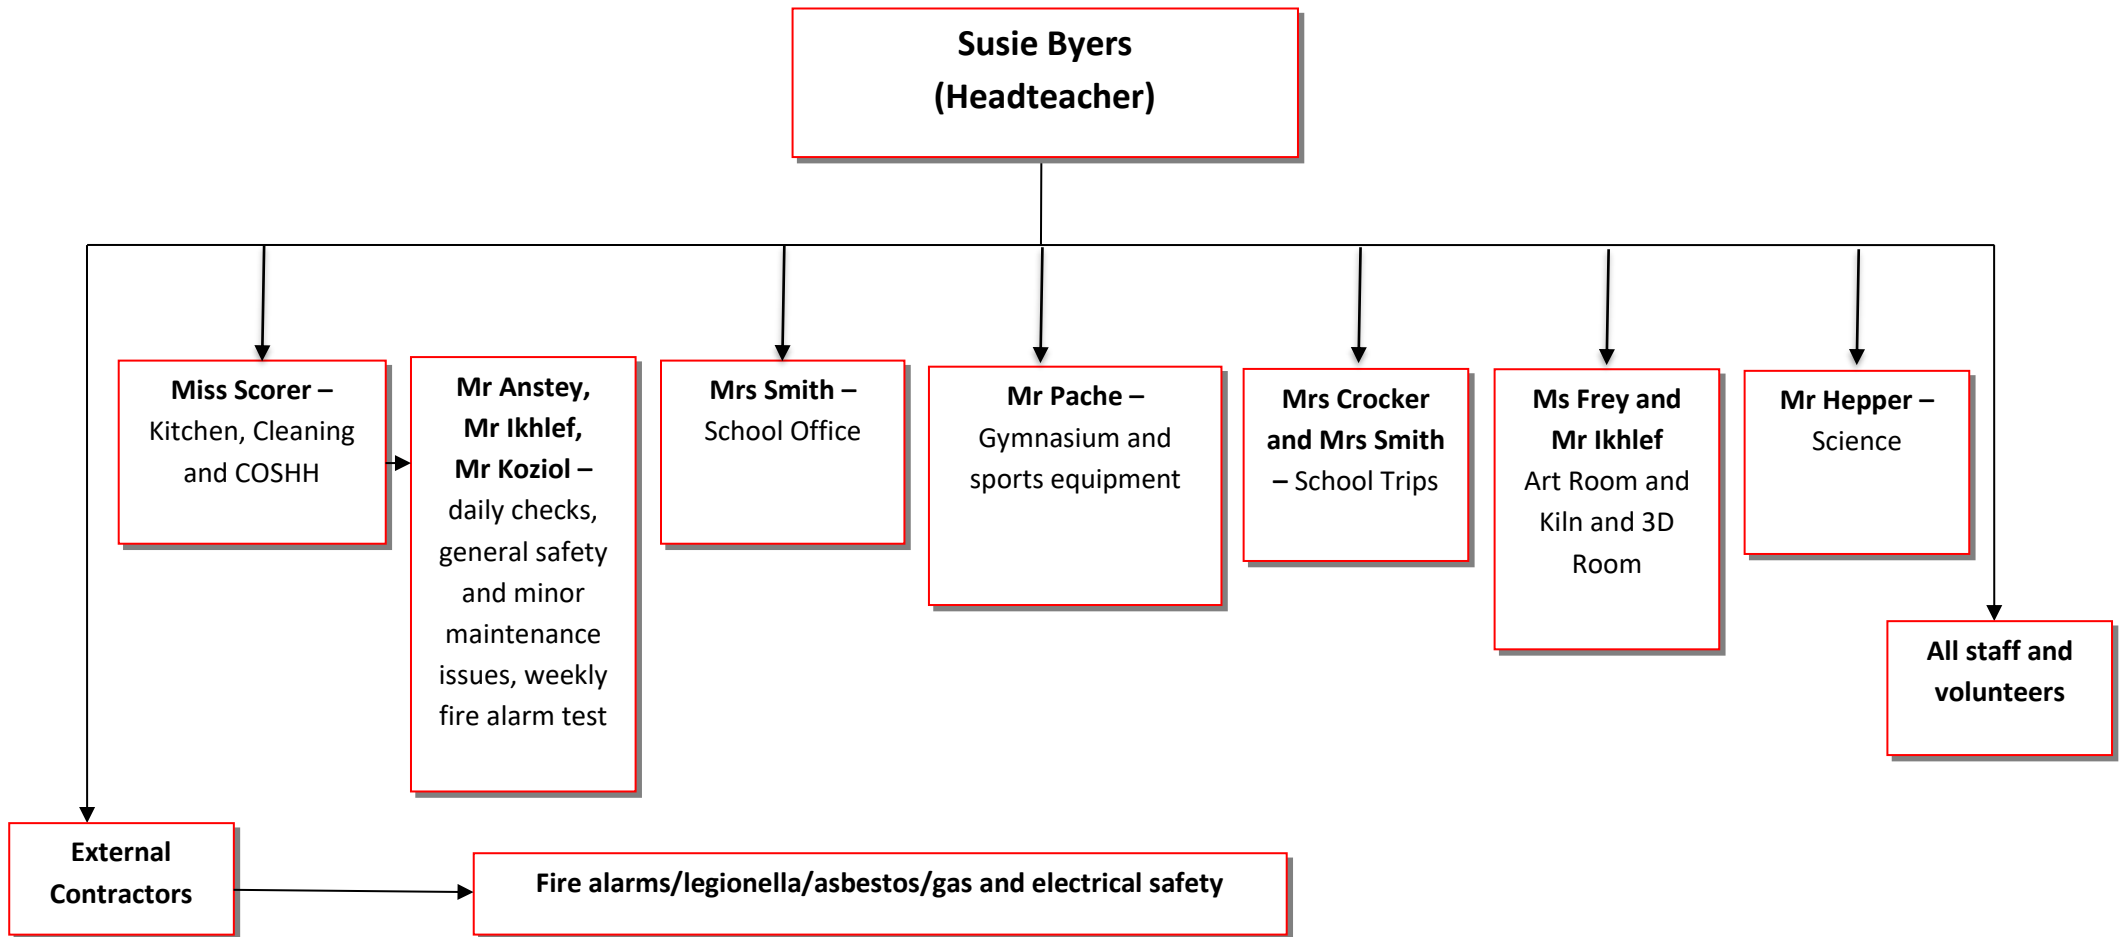 Susie Byers
(Headteacher)
Miss Scorer –
Kitchen, Cleaning
and COSHH
Mr Anstey,
Mr Ikhlef,
Mr Koziol –
daily checks,
general safety
and minor
maintenance
issues, weekly
fire alarm test
Mrs Smith –
School Office
Mr Pache –
Gymnasium and
sports equipment
Mrs Crocker
and Mrs Smith
– School Trips
Ms Frey and
Mr Ikhlef
Art Room and
Kiln and 3D
Room
Mr Hepper –
Science
All staff and
volunteers
External
Contractors
Fire alarms/legionella/asbestos/gas and electrical safety